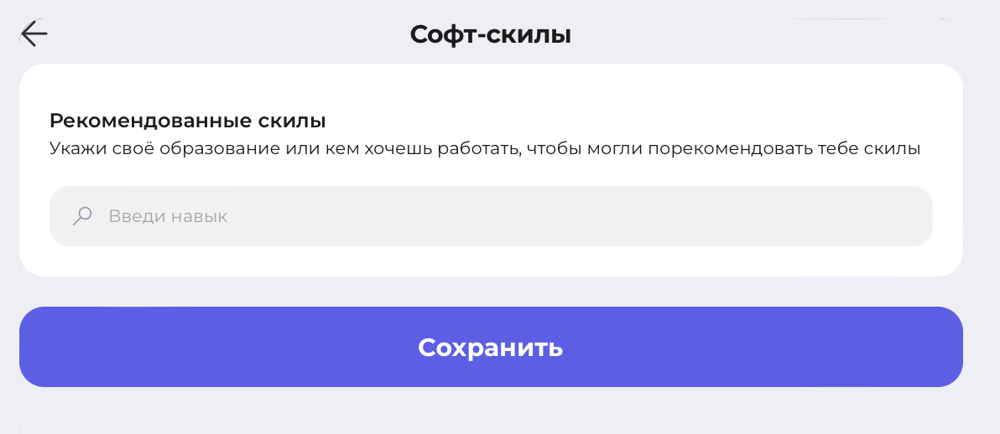 Софт-скилы
Рекомендованные скилы
Укажи своё образование или кем хочешь работать, чтобы могли порекомендовать тебе скилы
Введи навык
Сохранить